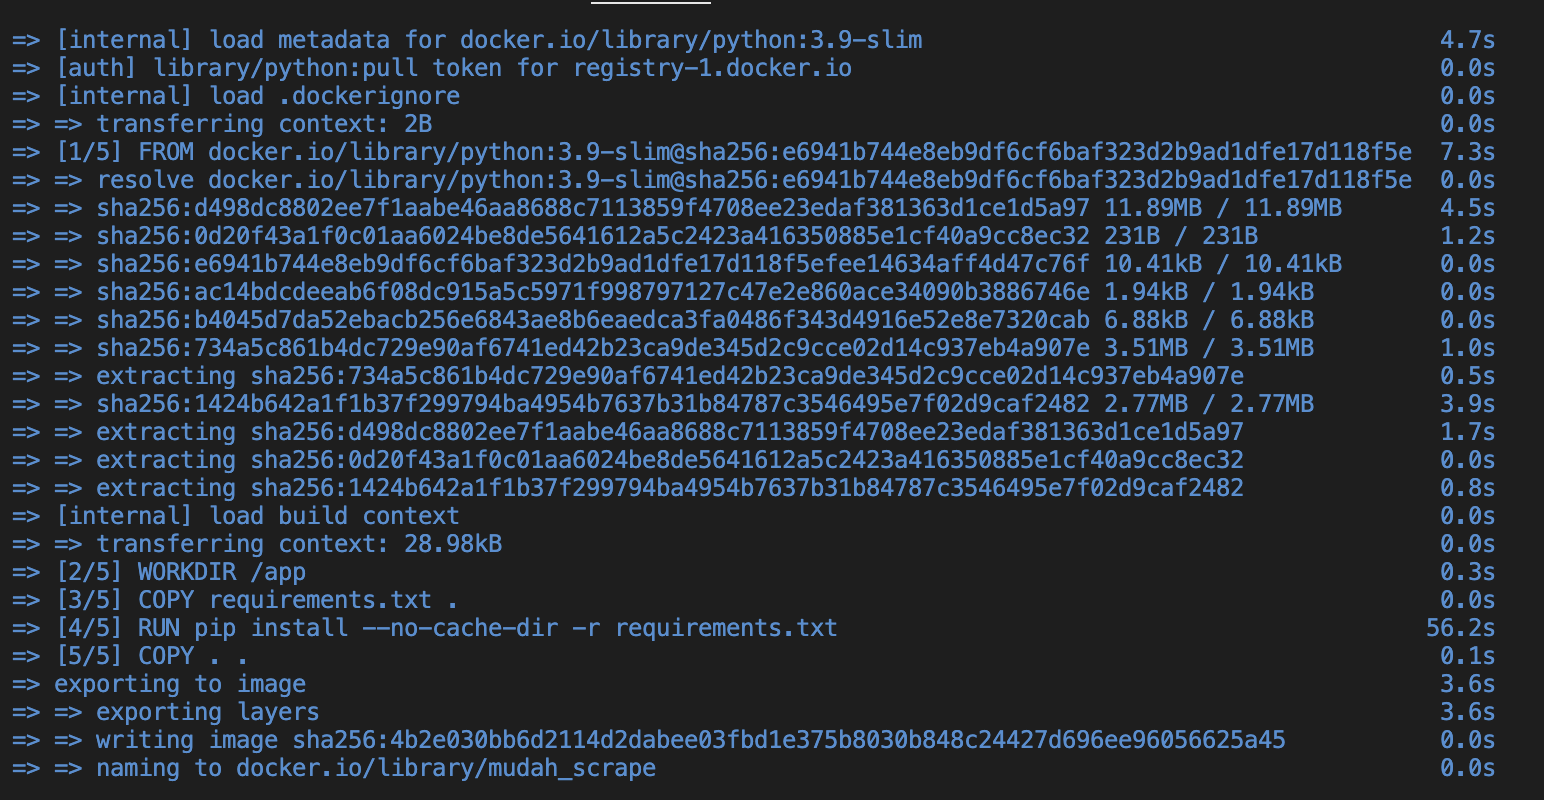 => [internal] load metadata for docker.io/library/python:3.9-slim 4.7s
=> [auth] library/python:pull token for registry-1.docker.io 0.0s
=> [internal] load .dockerignore 0.0s
=> => transferring context: 2B 0.0s
=> [1/5] FROM docker.io/library/python:3.9-slim@sha256:e6941b744e8eb9df6cf6baf323d2b9ad1dfe17d118f5e 7.3s
=> => resolve docker.io/library/python:3.9-slim@sha256:e6941b744e8eb9df6cf6baf323d2b9ad1dfe17d118f5e 0.0s
=> => sha256:d498dc8802ee7f1aabe46aa8688c7113859f4708ee23edaf381363d1ce1d5a97 11.89MB / 11.89MB 4.5s
=> => sha256:0d20f43a1f0c01aa6024be8de5641612a5c2423a416350885e1cf40a9cc8ec32 231B / 231B 1.2s
=> => sha256:e6941b744e8eb9df6cf6baf323d2b9ad1dfe17d118f5efee14634aff4d47c76f 10.41kB / 10.41kB 0.0s
=> => sha256:ac14bdcdeeab6f08dc915a5c5971f998797127c47e2e860ace34090b3886746e 1.94kB / 1.94kB 0.0s
=> => sha256:b4045d7da52ebacb256e6843ae8b6eaedca3fa0486f343d4916e52e8e7320cab 6.88kB / 6.88kB 0.0s
=> => sha256:734a5c861b4dc729e90af6741ed42b23ca9de345d2c9cce02d14c937eb4a907e 3.51MB / 3.51MB 1.0s
=> => extracting sha256:734a5c861b4dc729e90af6741ed42b23ca9de345d2c9cce02d14c937eb4a907e 0.5s
=> => sha256:1424b642a1f1b37f299794ba4954b7637b31b84787c3546495e7f02d9caf2482 2.77MB / 2.77MB 3.9s
=> => extracting sha256:d498dc8802ee7f1aabe46aa8688c7113859f4708ee23edaf381363d1ce1d5a97 1.7s
=> => extracting sha256:0d20f43a1f0c01aa6024be8de5641612a5c2423a416350885e1cf40a9cc8ec32 0.0s
=> => extracting sha256:1424b642a1f1b37f299794ba4954b7637b31b84787c3546495e7f02d9caf2482 0.8s
=> [internal] load build context 0.0s
=> => transferring context: 28.98kB 0.0s
=> [2/5] WORKDIR /app 0.3s
=> [3/5] COPY requirements.txt . 0.0s
=> [4/5] RUN pip install --no-cache-dir -r requirements.txt 56.2s
=> [5/5] COPY . . 0.1s
=> exporting to image 3.6s
=> => exporting layers 3.6s
=> => writing image sha256:4b2e030bb6d2114d2dabee03fbd1e375b8030b848c24427d696ee96056625a45 0.0s
=> => naming to docker.io/library/mudah_scrape 0.0s